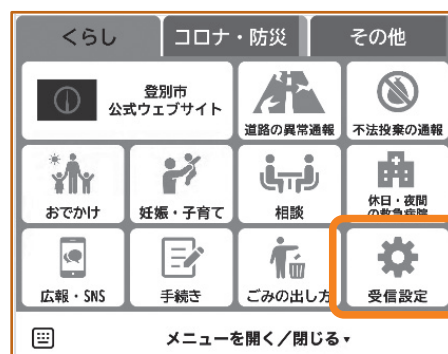 くらし
コロナ・防災
その他
登別市
公式ウェブサイト
道路の異常通報
不法投棄の通報
おでかけ
妊娠・子育て
相談
休日・夜間
の救急病院
広報・SNS
手続き
ごみの出し方
受信設定
メニューを開く／閉じる▾